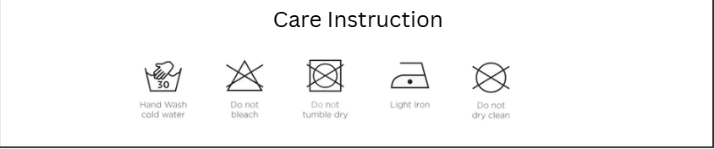 Care Instruction
30
Hand Wash
cold water
Do not
bleach
Do not
tumble dry
Light Iron
Do not
dry clean